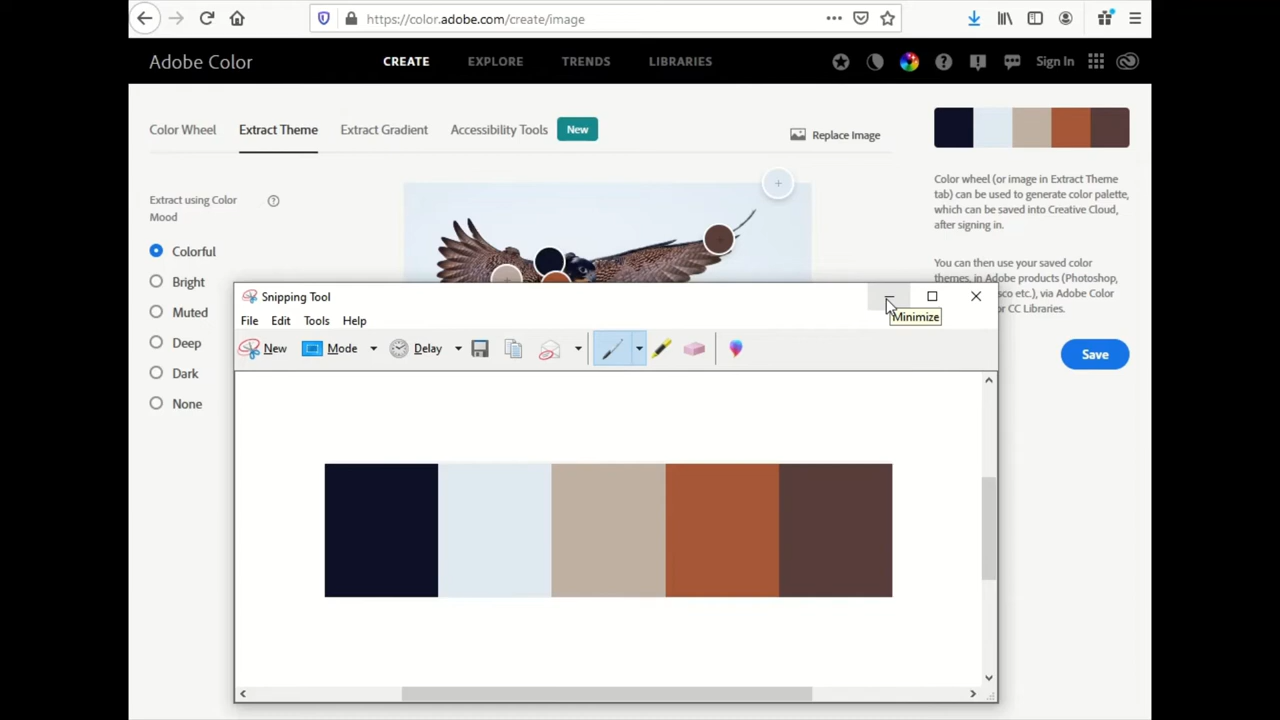 https://color.adobe.com/create/image
Adobe Color
CREATE
EXPLORE
TRENDS
LIBRARIES
Sign In
Color Wheel
Extract Theme
Extract Gradient
Accessibility Tools
New
Replace Image
Extract using Color
Mood
Colorful
Bright
Muted
Deep
Dark
None
Color wheel (or image in Extract Theme
tab) can be used to generate color palette,
which can be saved into Creative Cloud,
after signing in.
You can then use your saved color
themes, in Adobe products (Photoshop,
sco etc.), via Adobe Color
or CC Libraries.
Save
Snipping Tool
Minimize
File
Edit
Tools
Help
New
Mode
Delay